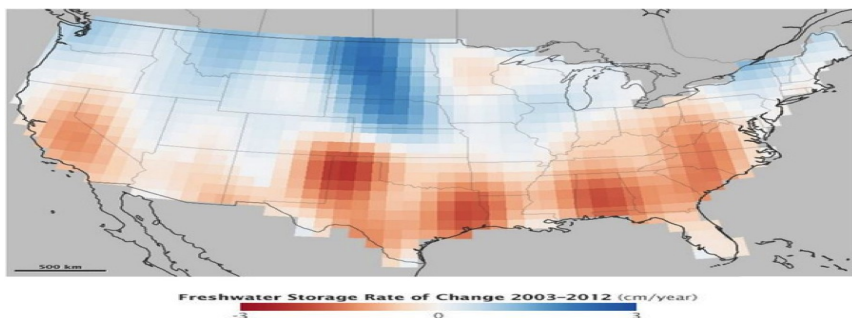 500 km
Freshwater Storage Rate of Change 2003–2012 (cm/year)
-3 0 3